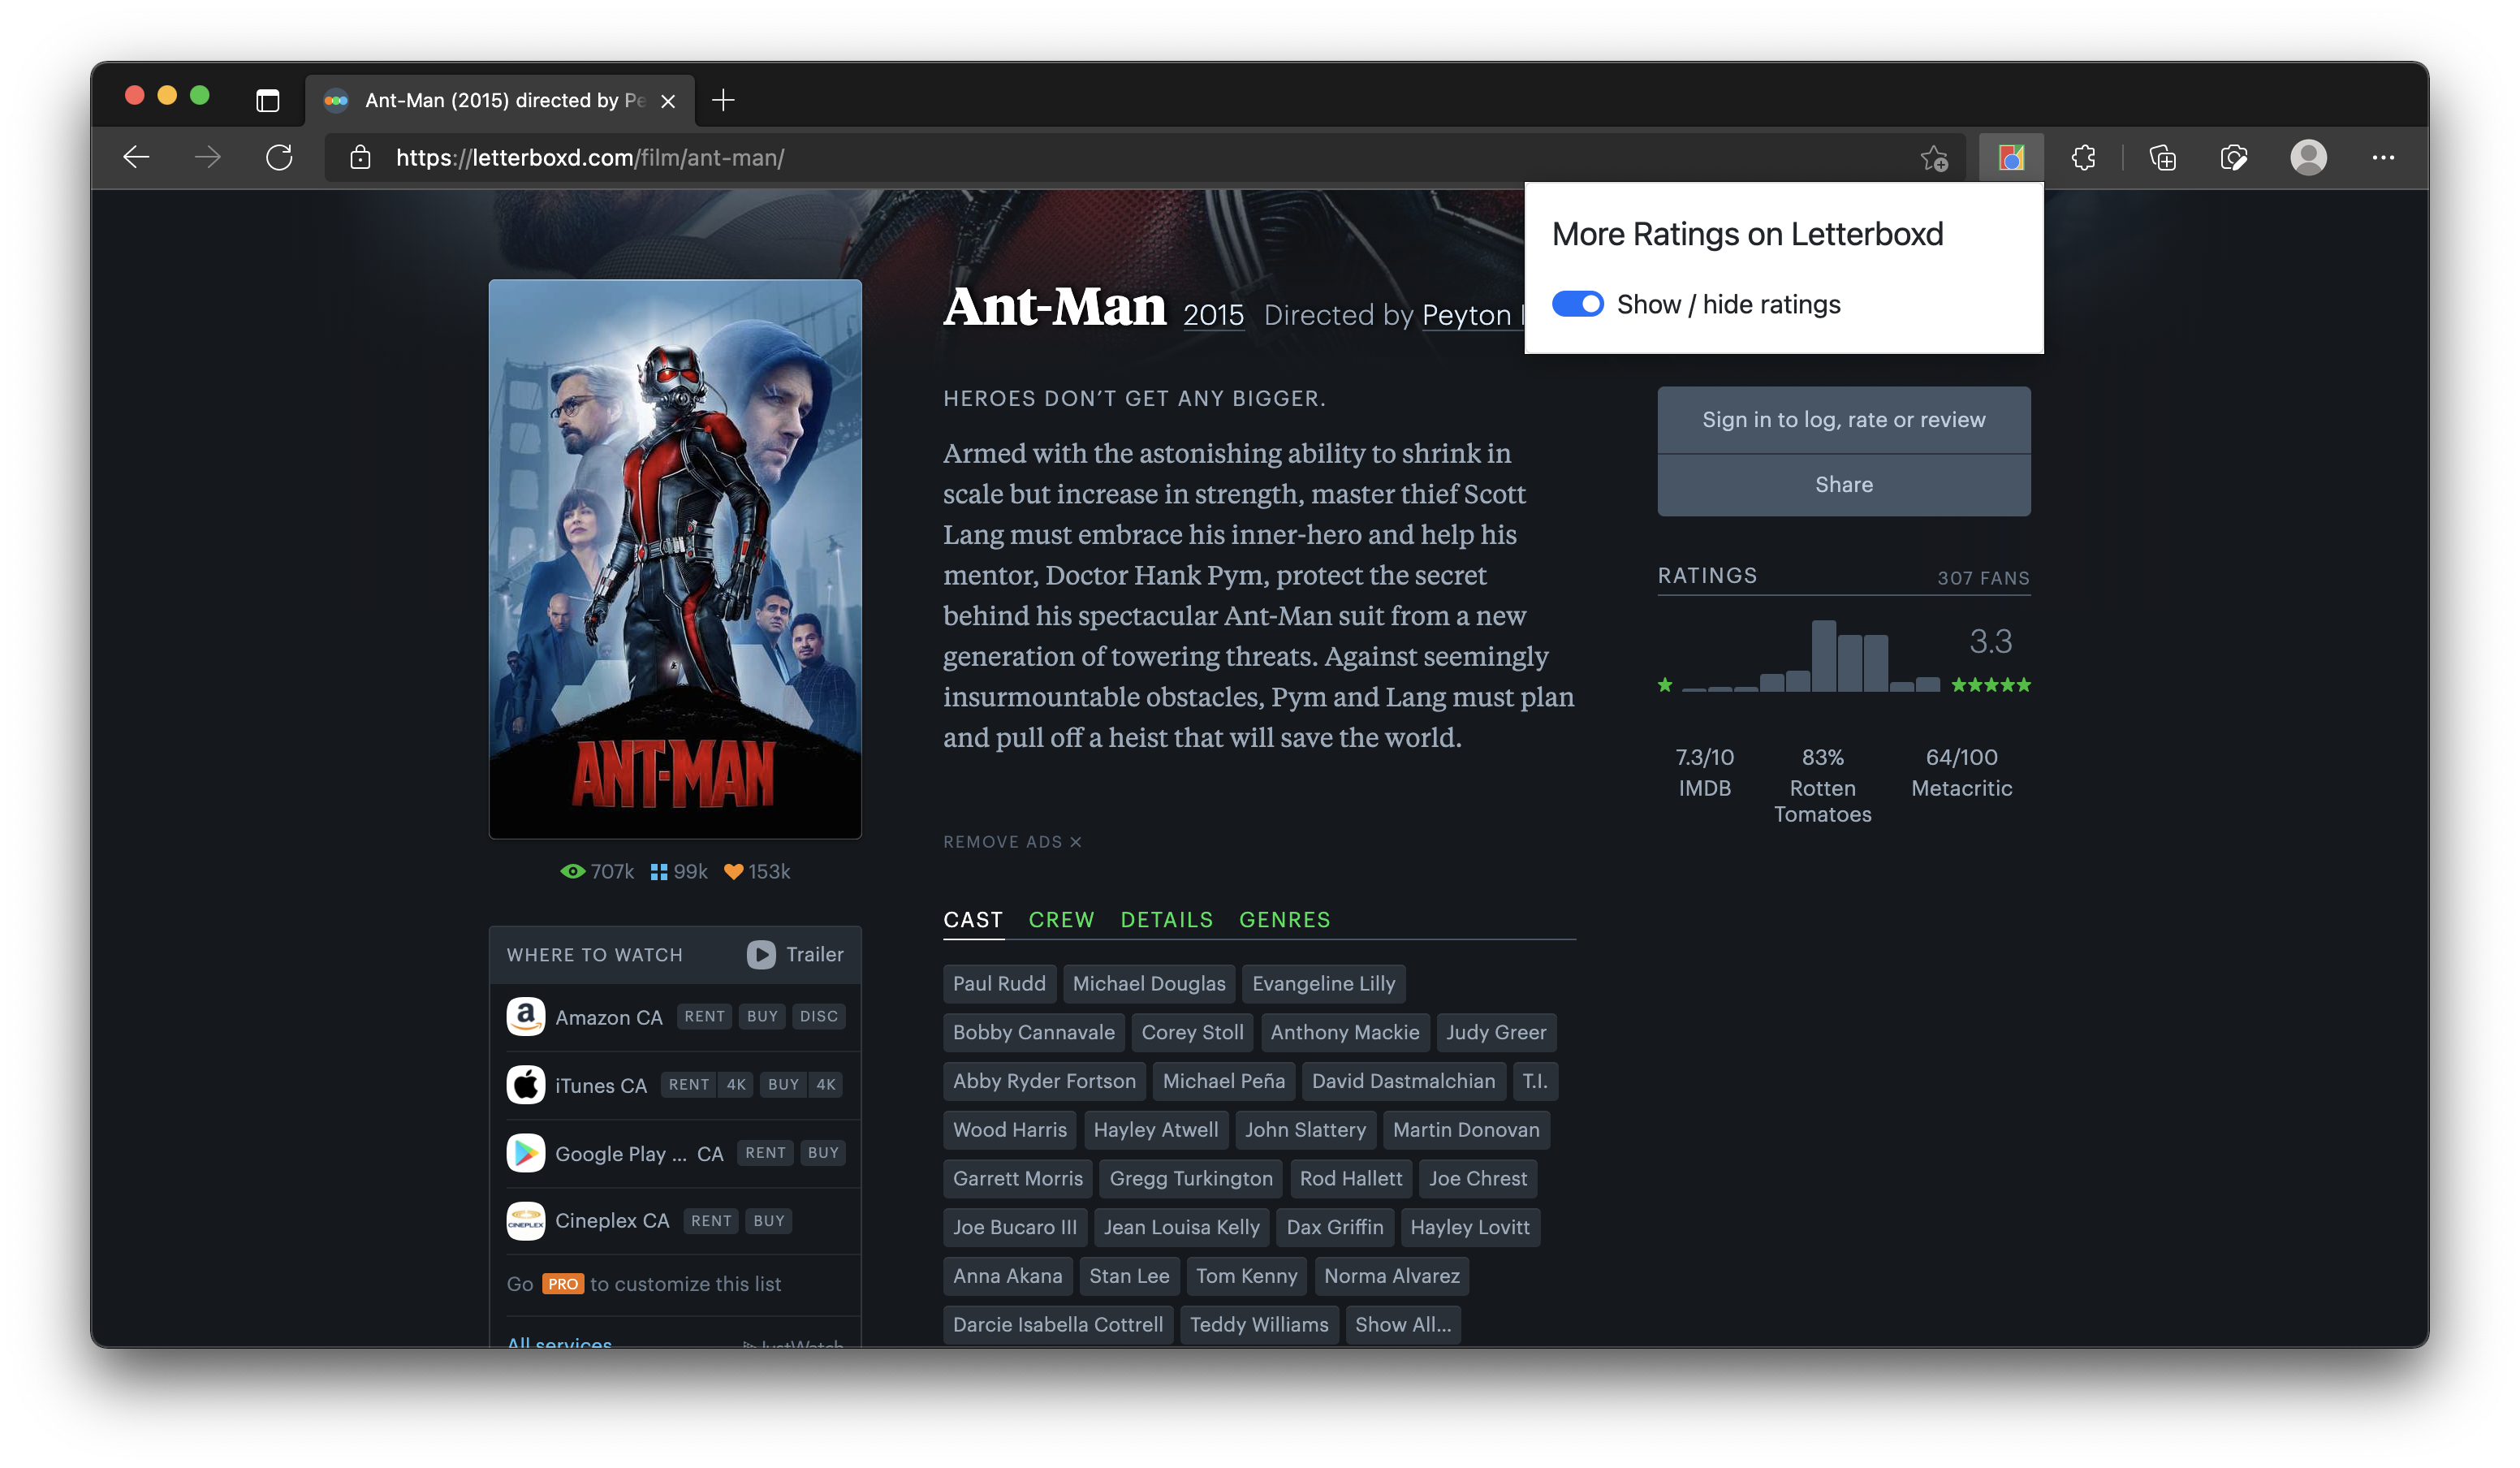 Ant-Man (2015) directed by Pe
https://letterboxd.com/film/ant-man/
More Ratings on Letterboxd
Show / hide ratings
Ant-Man 2015 Directed by Peyton
HEROES DON’T GET ANY BIGGER.
Armed with the astonishing ability to shrink in
scale but increase in strength, master thief Scott
Lang must embrace his inner-hero and help his
mentor, Doctor Hank Pym, protect the secret
behind his spectacular Ant-Man suit from a new
generation of towering threats. Against seemingly
insurmountable obstacles, Pym and Lang must plan
and pull off a heist that will save the world.
REMOVE ADS
ANT-MAN
707k 99k 153k
WHERE TO WATCH Trailer
Amazon CA RENT BUY DISC
iTunes CA RENT 4K BUY 4K
Google Play ... CA RENT BUY
CINEPLEX Cineplex CA RENT BUY
Go PRO to customize this list
All services JustWatch
CAST CREW DETAILS GENRES
Paul Rudd Michael Douglas Evangeline Lilly
Bobby Cannavale Corey Stoll Anthony Mackie Judy Greer
Abby Ryder Fortson Michael Peña David Dastmalchian T.I.
Wood Harris Hayley Atwell John Slattery Martin Donovan
Garrett Morris Gregg Turkington Rod Hallett Joe Chrest
Joe Bucaro III Jean Louisa Kelly Dax Griffin Hayley Lovitt
Anna Akana Stan Lee Tom Kenny Norma Alvarez
Darcie Isabella Cottrell Teddy Williams Show All...
Sign in to log, rate or review
Share
RATINGS 307 FANS
3.3
7.3/10 83% 64/100
IMDB Rotten Metacritic
Tomatoes